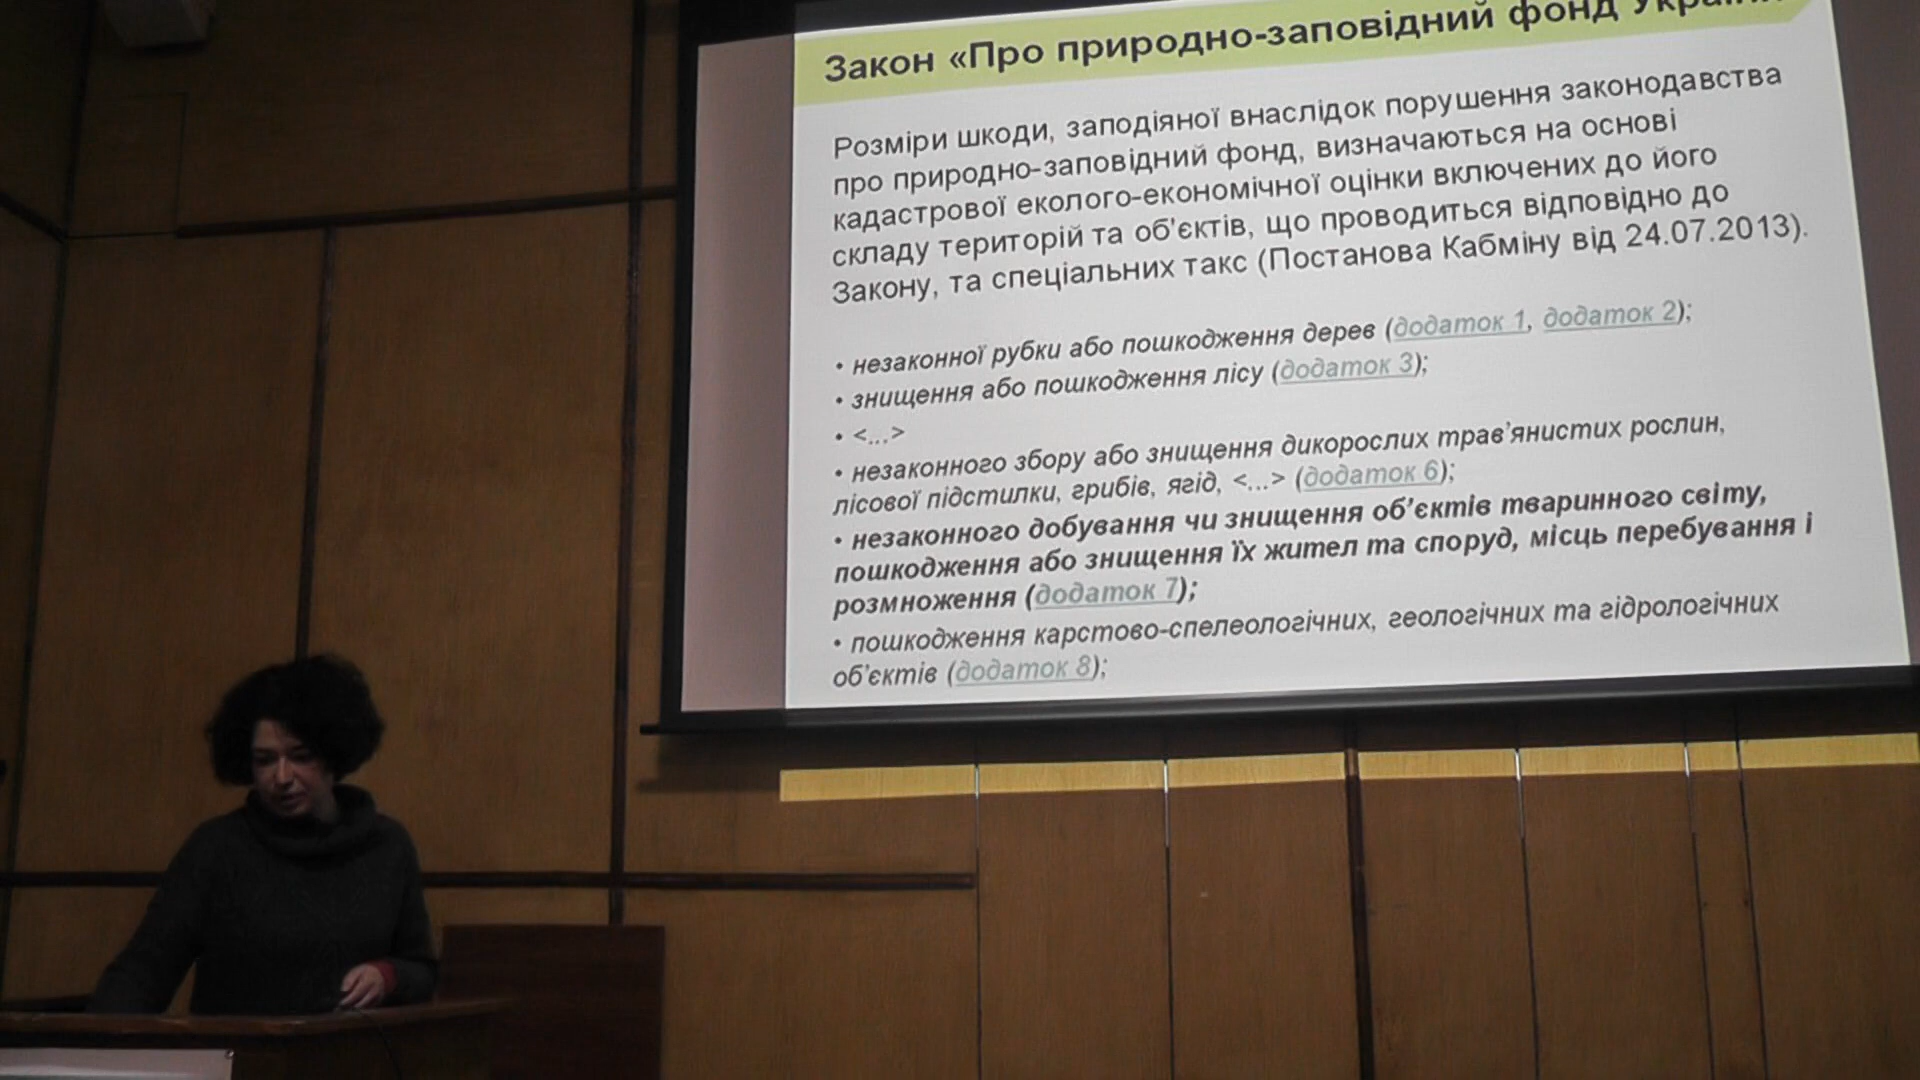 Закон «Про природно-заповідний фонд
Розміри шкоди, заподіяної внаслідок порушення законодавства
про природно-заповідний фонд, визначаються на основі
кадастрової еколого-економічної оцінки включених до його
складу територій та об'єктів, що проводиться відповідно до
Закону, та спеціальних такс (Постанова Кабміну від 24.07.2013).
• незаконної рубки або пошкодження дерев (додаток 1, додаток 2);
• знищення або пошкодження лісу (додаток 3);
• <...>
• незаконного збору або знищення дикорослих трав'янистих рослин,
лісової підстилки, грибів, ягід, <...> (додаток 6);
• незаконного добування чи знищення об'єктів тваринного світу,
пошкодження або знищення їх жител та споруд, місць перебування і
розмноження (додаток 7);
• пошкодження карстово-спелеологічних, геологічних та гідрологічних
об'єктів (додаток 8);